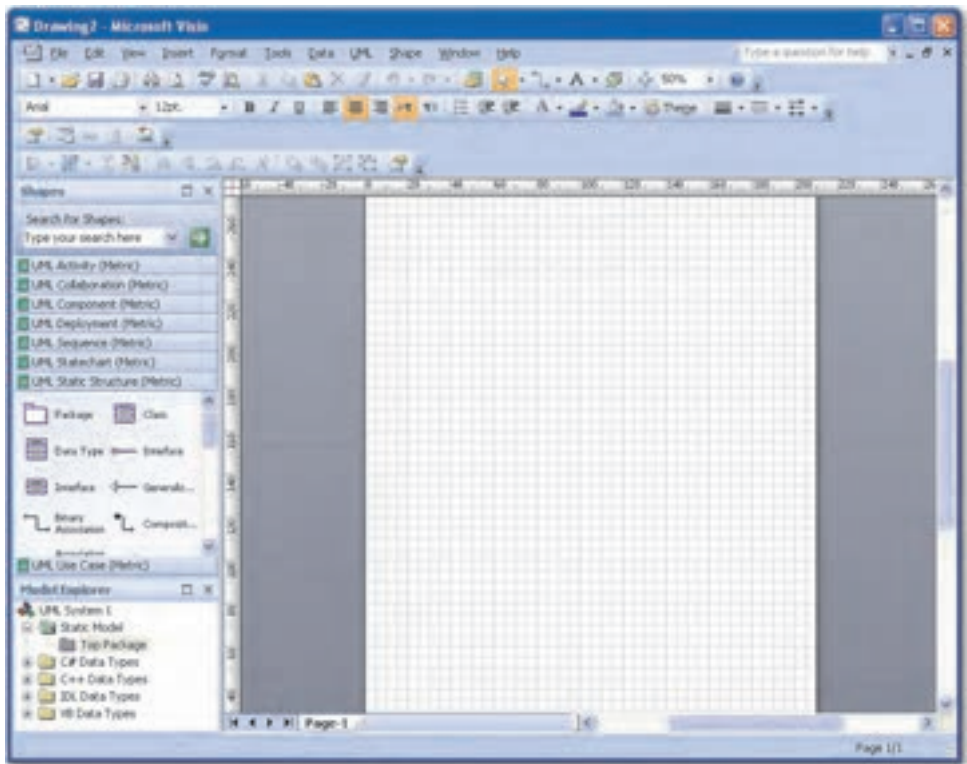 Drawing2 - Microsoft Visio
File Edit View Insert Format Tools Data UML Shape Window Help Type a question for help
50%
Arial 12pt. B I U A Theme
Shapes
Search for Shapes:
Type your search here
UML Activity (Metric)
UML Collaboration (Metric)
UML Component (Metric)
UML Deployment (Metric)
UML Sequence (Metric)
UML Statechart (Metric)
UML Static Structure (Metric)
Package Class
Data Type Interface
Interface Generaliz...
Binary Association Composit...
UML Use Case (Metric)
Model Explorer
UML System 1
Static Model
Top Package
C# Data Types
C++ Data Types
IDL Data Types
VB Data Types
Page-1
Page 1/1